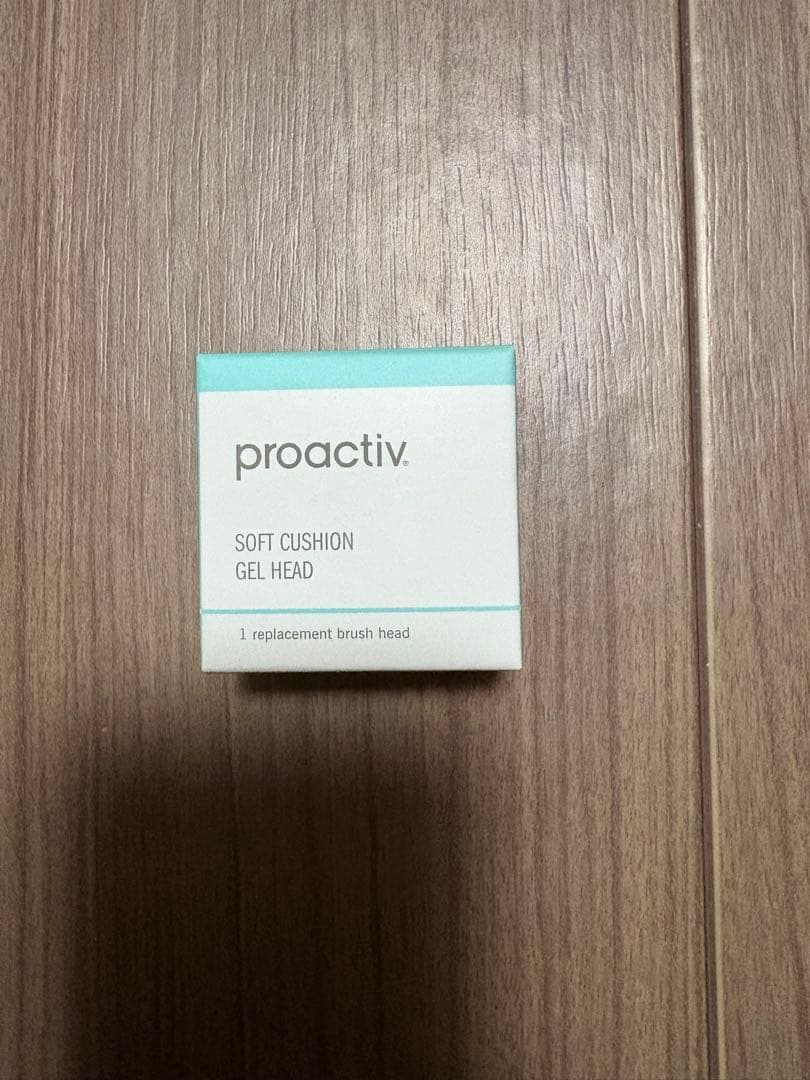 proactiv®
SOFT CUSHION
GEL HEAD
1 replacement brush head